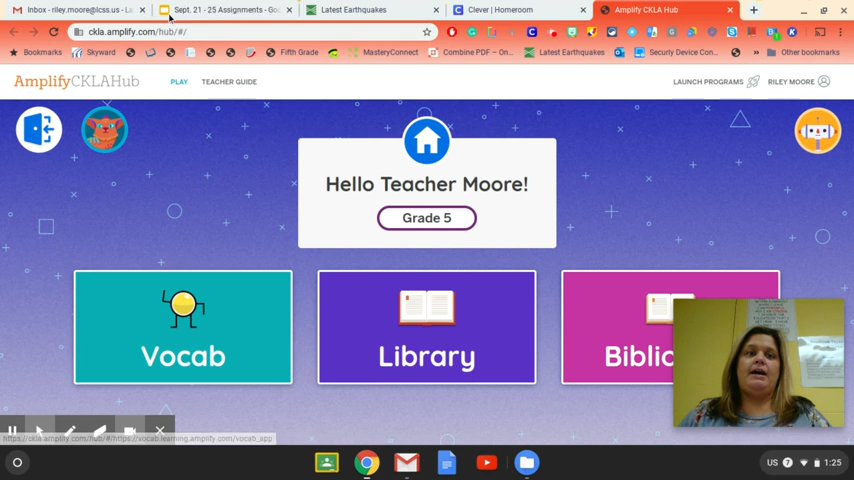 Inbox - riley.moore@lcss.us - L
Sept. 21 - 25 Assignments - Go
Latest Earthquakes
Clever | Homeroom
Amplify CKLA Hub
ckla.amplify.com/hub/#/
Bookmarks
Skyward
Fifth Grade
MasteryConnect
Combine PDF – On...
Latest Earthquakes
Securly Device Con...
Other bookmarks
AmplifyCKLAHub
PLAY
TEACHER GUIDE
LAUNCH PROGRAMS
RILEY MOORE
Hello Teacher Moore!
Grade 5
Vocab
Library
Biblio
https://ckla.amplify.com/hub/#/https://vocab.learning.amplify.com/vocab_app
US
7
1:25